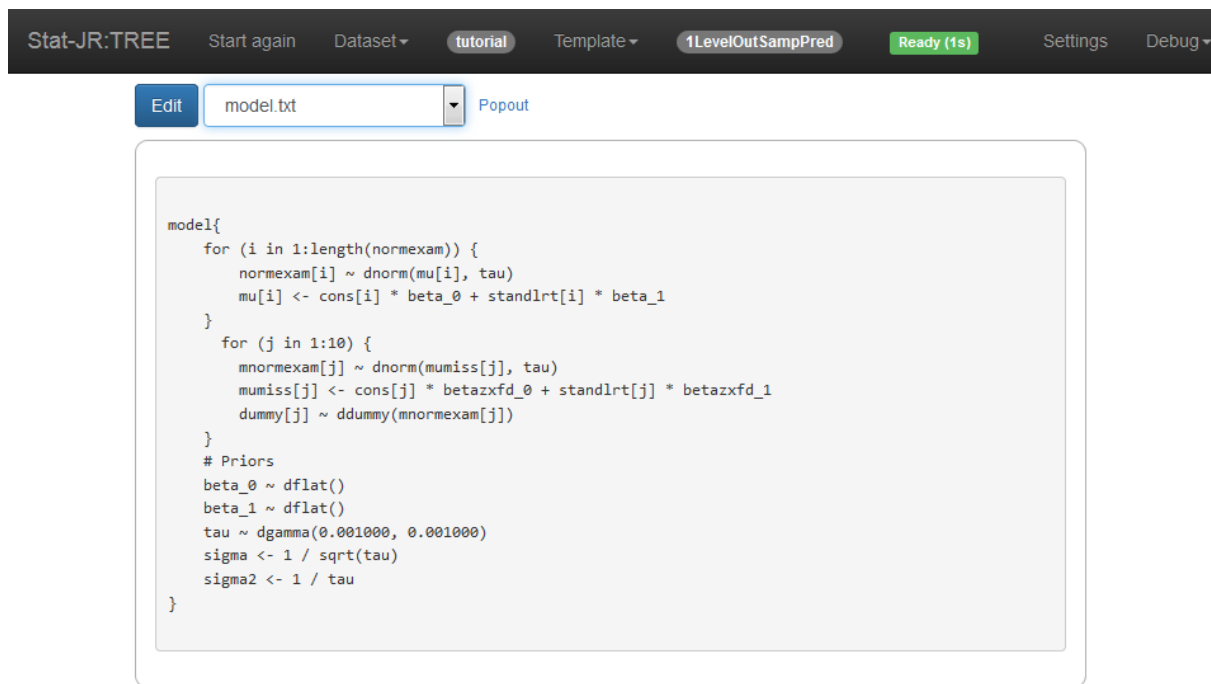 Stat-JR:TREE Start again Dataset tutorial Template 1LevelOutSampPred Ready (1s) Settings Debug
Edit model.txt Popout
model{
for (i in 1:length(normexam)) {
normexam[i] ~ dnorm(mu[i], tau)
mu[i] <- cons[i] * beta_0 + standlrt[i] * beta_1
}
for (j in 1:10) {
mnormexam[j] ~ dnorm(mumiss[j], tau)
mumiss[j] <- cons[j] * betazxfd_0 + standlrt[j] * betazxfd_1
dummy[j] ~ ddummy(mnormexam[j])
}
# Priors
beta_0 ~ dflat()
beta_1 ~ dflat()
tau ~ dgamma(0.001000, 0.001000)
sigma <- 1 / sqrt(tau)
sigma2 <- 1 / tau
}